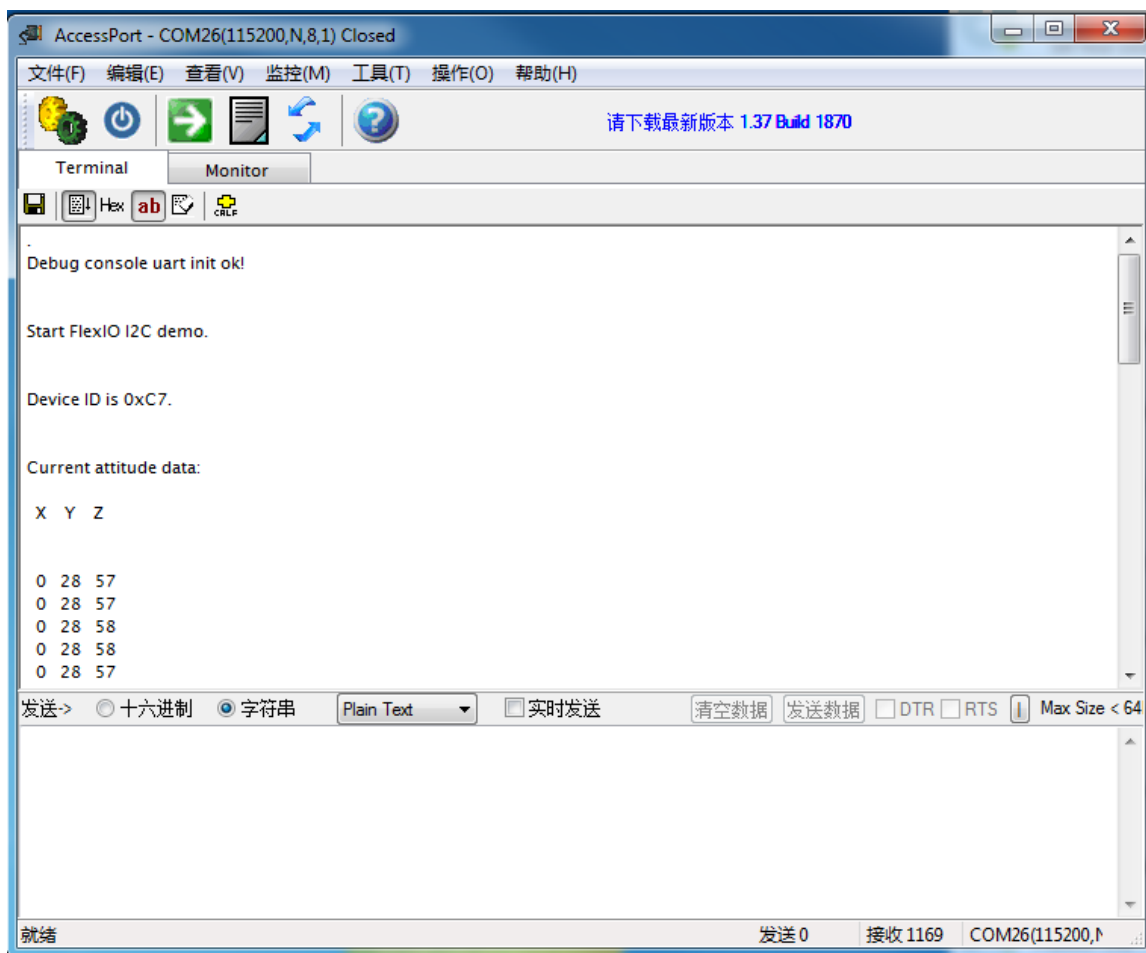 AccessPort - COM26(115200,N,8,1) Closed
文件(F) 编辑(E) 查看(V) 监控(M) 工具(T) 操作(O) 帮助(H)
请下载最新版本 1.37 Build 1870
Terminal Monitor
Hex ab CRLF
.
Debug console uart init ok!
Start FlexIO I2C demo.
Device ID is 0xC7.
Current attitude data:
X Y Z
0 28 57
0 28 57
0 28 58
0 28 58
0 28 57
发送-> 十六进制 字符串 Plain Text 实时发送 清空数据 发送数据 DTR RTS Max Size < 64
就绪 发送 0 接收 1169 COM26(115200,N